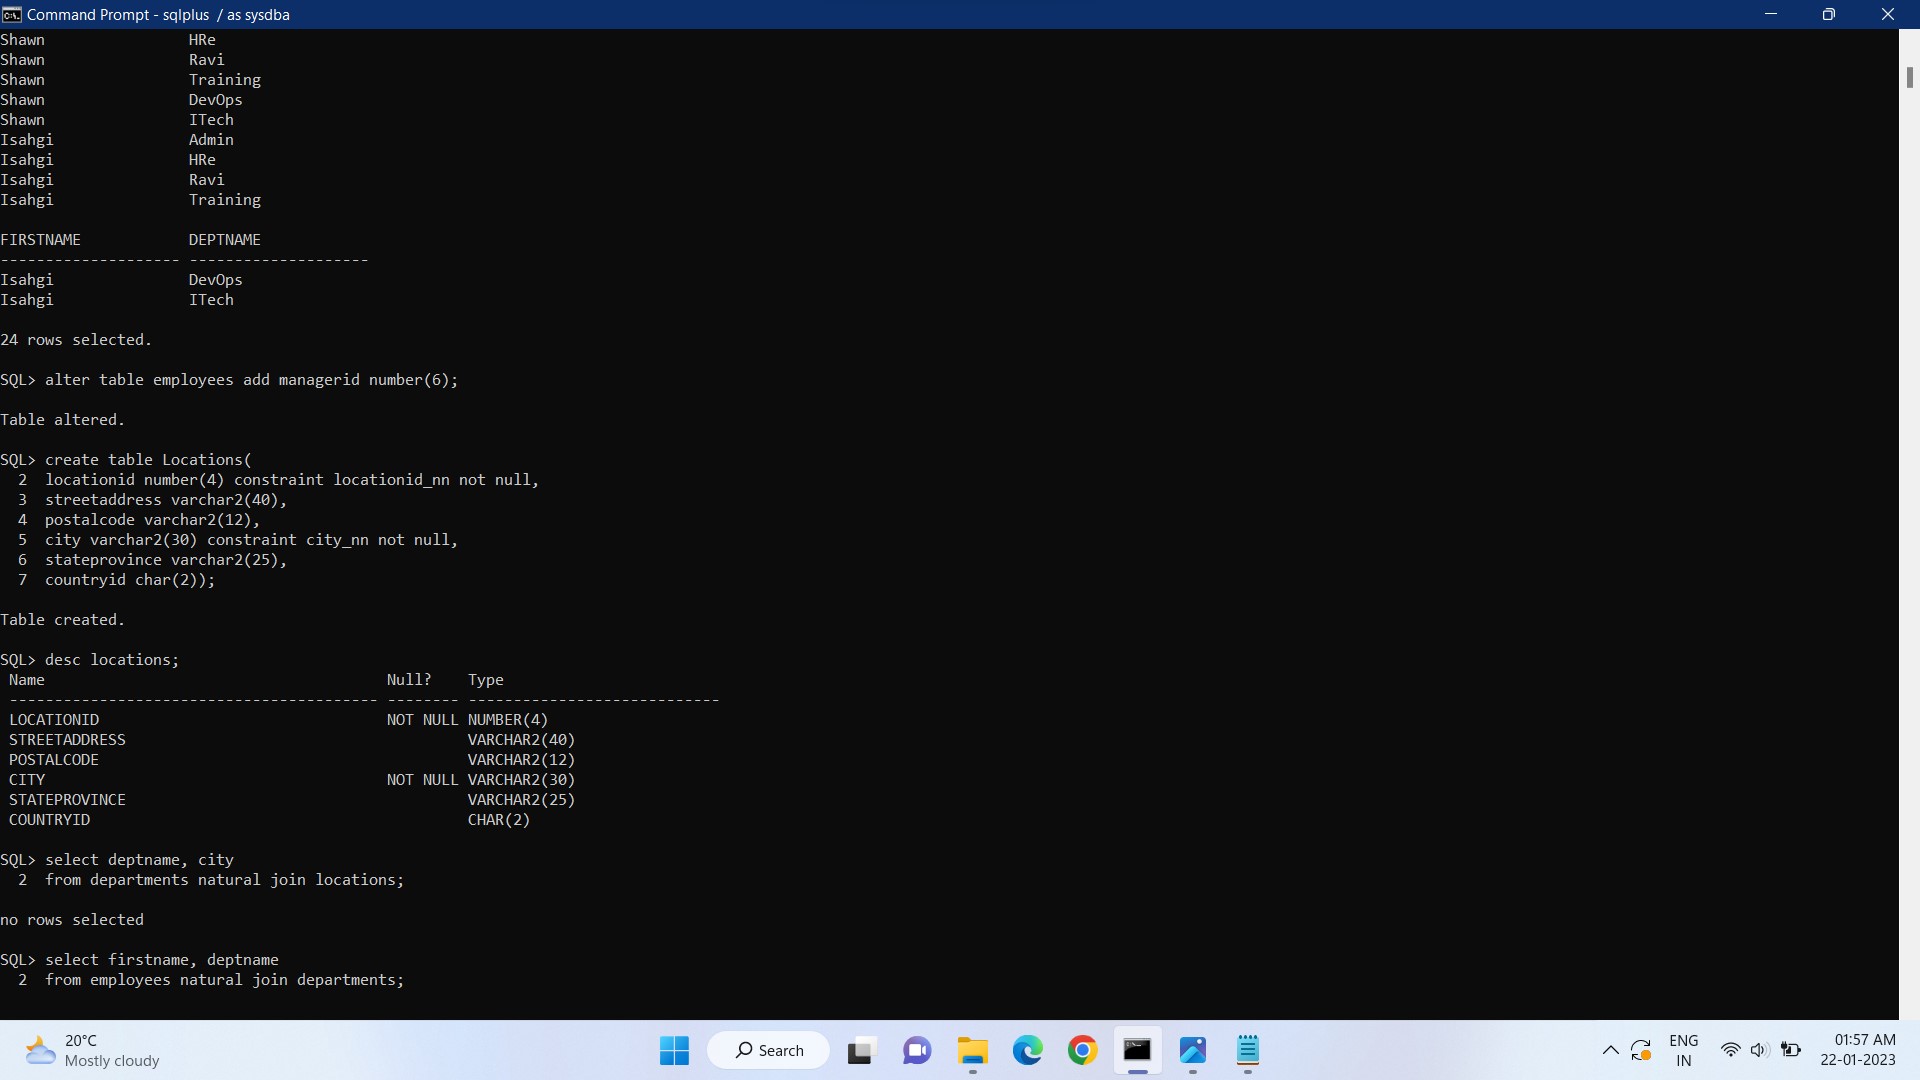 Command Prompt - sqlplus / as sysdba
Shawn HRe
Shawn Ravi
Shawn Training
Shawn DevOps
Shawn ITech
Isahgi Admin
Isahgi HRe
Isahgi Ravi
Isahgi Training
FIRSTNAME DEPTNAME
-------------------- --------------------
Isahgi DevOps
Isahgi ITech
24 rows selected.
SQL> alter table employees add managerid number(6);
Table altered.
SQL> create table Locations(
2 locationid number(4) constraint locationid_nn not null,
3 streetaddress varchar2(40),
4 postalcode varchar2(12),
5 city varchar2(30) constraint city_nn not null,
6 stateprovince varchar2(25),
7 countryid char(2));
Table created.
SQL> desc locations;
Name Null? Type
----------------------------------------- -------- ----------------------------
LOCATIONID NOT NULL NUMBER(4)
STREETADDRESS VARCHAR2(40)
POSTALCODE VARCHAR2(12)
CITY NOT NULL VARCHAR2(30)
STATEPROVINCE VARCHAR2(25)
COUNTRYID CHAR(2)
SQL> select deptname, city
2 from departments natural join locations;
no rows selected
SQL> select firstname, deptname
2 from employees natural join departments;
20°C
Mostly cloudy
Search
ENG
IN
01:57 AM
22-01-2023